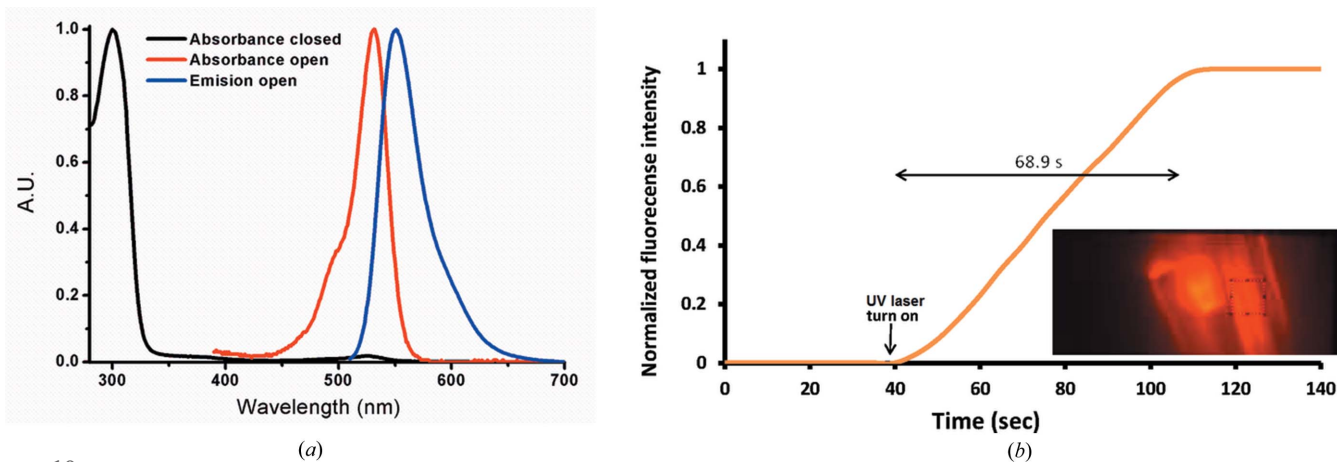 1.0
0.8
0.6
0.4
0.2
0.0
A.U.
Absorbance closed
Absorbance open
Emision open
300
400
500
600
700
Wavelength (nm)
(a)
1
0.8
0.6
0.4
0.2
0
Normalized fluorecense intensity
68.9 s
UV laser
turn on
0
20
40
60
80
100
120
140
Time (sec)
(b)